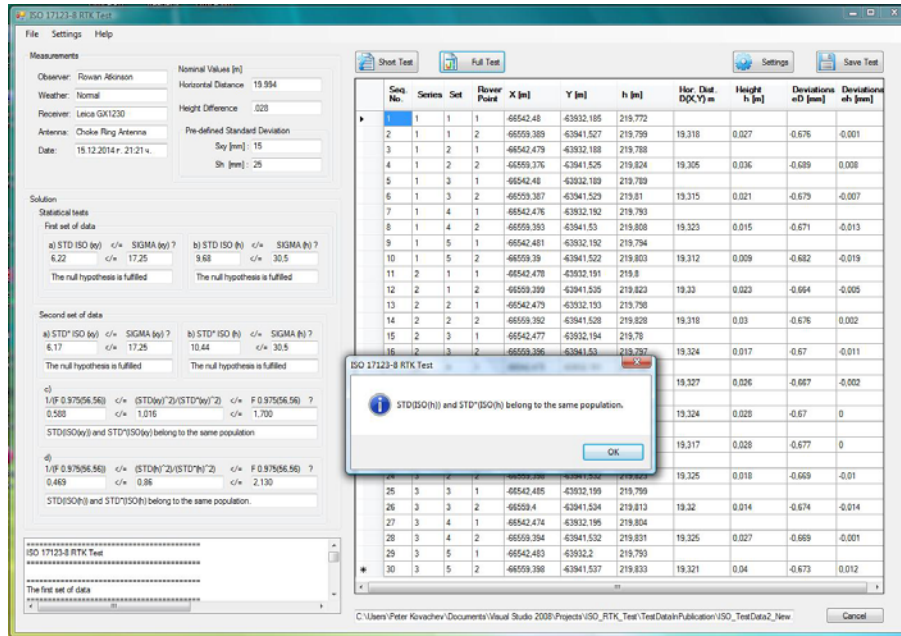 ISO 17123-8 RTK Test
File Settings Help
Measurements
Observer: Rowan Atkinson
Weather: Normal
Receiver: Leica GX1230
Antenna: Choke Ring Antenna
Date: 15.12.2014 г. 21:21 ч.
Nominal Values [m]
Horizontal Distance 19.994
Height Difference .028
Pre-defined Standard Deviation
Sxy [mm] : 15
Sh [mm] : 25
Solution
Statistical tests
First set of data
a) STD ISO (xy) </= SIGMA (xy) ?
6,22 </= 17,25
The null hypothesis is fulfilled
b) STD ISO (h) </= SIGMA (h) ?
9,68 </= 30,5
The null hypothesis is fulfilled
Second set of data
a) STD* ISO (xy) </= SIGMA (xy) ?
6,17 </= 17,25
The null hypothesis is fulfilled
b) STD* ISO (h) </= SIGMA (h) ?
10,44 </= 30,5
The null hypothesis is fulfilled
c)
1/(F 0.975(56,56)) </= (STD(xy)^2)/(STD*(xy)^2) </= F 0.975(56,56) ?
0,588 </= 1,016 </= 1,700
STD(ISO(xy)) and STD*(ISO(xy) belong to the same population
d)
1/(F 0.975(56,56)) </= (STD(h)^2)/(STD*(h)^2) </= F 0.975(56,56) ?
0,469 </= 0,86 </= 2,130
STD(ISO(h)) and STD*(ISO(h) belong to the same population.
ISO 17123-8 RTK Test
The first set of data
Short Test Full Test Settings Save Test
Seq. No. Series Set Rover Point X [m] Y [m] h [m] Hor. Dist. D(X,Y) m Height h [m] Deviations eD [mm] Deviations eh [mm]
1 1 1 1 -66542,48 -63932,185 219,772
2 1 1 2 -66559,389 -63941,527 219,799 19,318 0,027 -0,676 -0,001
3 1 2 1 -66542,479 -63932,188 219,788
4 1 2 2 -66559,376 -63941,525 219,824 19,305 0,036 -0,689 0,008
5 1 3 1 -66542,48 -63932,189 219,789
6 1 3 2 -66559,387 -63941,529 219,81 19,315 0,021 -0,679 -0,007
7 1 4 1 -66542,476 -63932,192 219,793
8 1 4 2 -66559,393 -63941,53 219,808 19,323 0,015 -0,671 -0,013
9 1 5 1 -66542,481 -63932,192 219,794
10 1 5 2 -66559,39 -63941,522 219,803 19,312 0,009 -0,682 -0,019
11 2 1 1 -66542,478 -63932,191 219,8
12 2 1 2 -66559,399 -63941,535 219,823 19,33 0,023 -0,664 -0,005
13 2 2 1 -66542,479 -63932,193 219,798
14 2 2 2 -66559,392 -63941,528 219,828 19,318 0,03 -0,676 0,002
15 2 3 1 -66542,477 -63932,194 219,78
16 2 3 2 -66559,396 -63941,53 219,797 19,324 0,017 -0,67 -0,011
19,327 0,026 -0,667 -0,002
19,324 0,028 -0,67 0
19,317 0,028 -0,677 0
24 3 2 2 -66559,398 -63941,532 219,823 19,325 0,018 -0,669 -0,01
25 3 3 1 -66542,485 -63932,199 219,799
26 3 3 2 -66559,4 -63941,534 219,813 19,32 0,014 -0,674 -0,014
27 3 4 1 -66542,474 -63932,195 219,804
28 3 4 2 -66559,394 -63941,532 219,831 19,325 0,027 -0,669 -0,001
29 3 5 1 -66542,483 -63932,2 219,793
30 3 5 2 -66559,398 -63941,537 219,833 19,321 0,04 -0,673 0,012
ISO 17123-8 RTK Test
STD(ISO(h)) and STD*(ISO(h) belong to the same population.
OK
C:\Users\Peter Kovachev\Documents\Visual Studio 2008\Projects\ISO_RTK_Test\TestDataInPublication\ISO_TestData2_New
Cancel